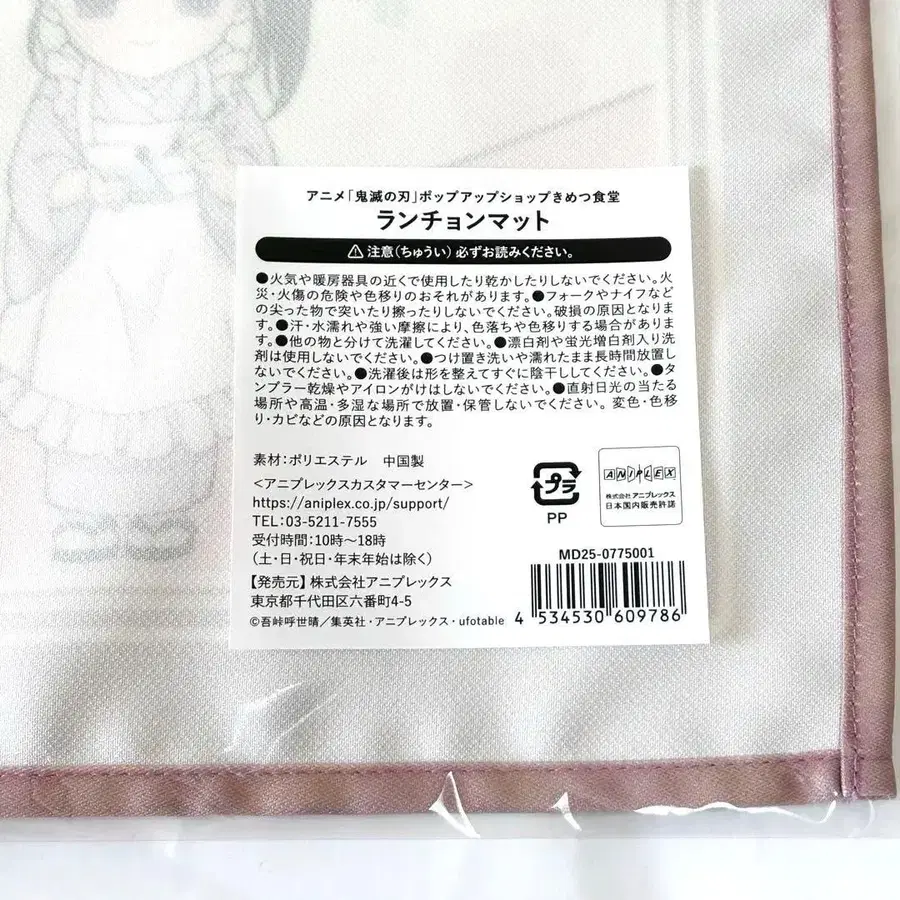 アニメ「鬼滅の刃」ポップアップショップきめつ食堂
ランチョンマット
⚠注意(ちゅうい)必ずお読みください。
●火気や暖房器具の近くで使用したり乾かしたりしないでください。火
災・火傷の危険や色移りのおそれがあります。●フォークやナイフなど
の尖った物で突いたり擦ったりしないでください。破損の原因となりま
す。●汗・水濡れや強い摩擦により、色落ちや色移りする場合がありま
す。●他の物と分けて洗濯してください。●漂白剤や蛍光増白剤入り洗
剤は使用しないでください。●つけ置き洗いや濡れたまま長時間放置し
ないでください。●洗濯後は形を整えてすぐに陰干ししてください。●タ
ンブラー乾燥やアイロンがけはしないでください。●直射日光の当たる
場所や高温・多湿な場所で放置・保管しないでください。変色・色移
り・カビなどの原因となります。
素材:ポリエステル 中国製
<アニプレックスカスタマーセンター>
https://aniplex.co.jp/support/
TEL:03-5211-7555
受付時間:10時〜18時
(土・日・祝日・年末年始は除く)
【発売元】株式会社アニプレックス
東京都千代田区六番町4-5
©吾峠呼世晴/集英社・アニプレックス・ufotable
プラ
PP
ANIPLEX
株式会社アニプレックス
日本国内販売許諾
MD25-0775001
4 534530 609786